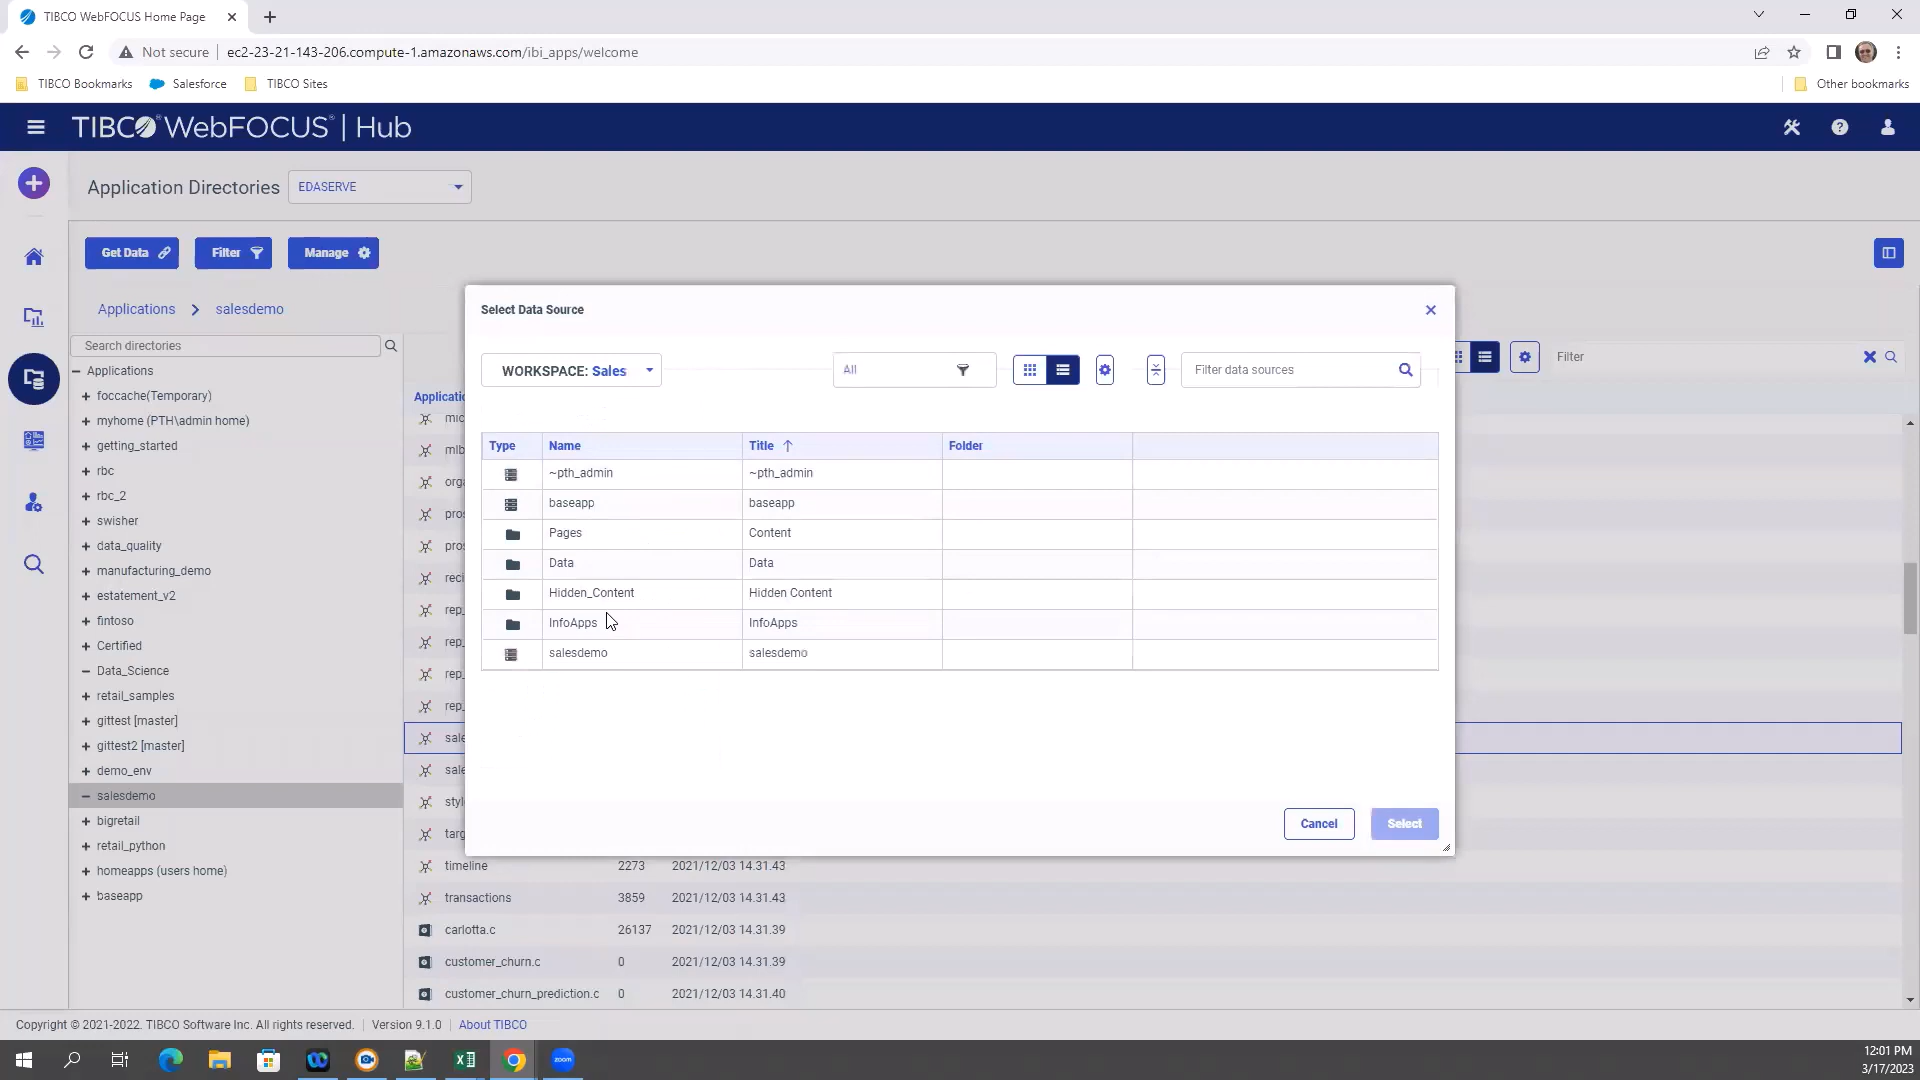 TIBCO WebFOCUS Home Page
Not secure ec2-23-21-143-206.compute-1.amazonaws.com/ibi_apps/welcome
TIBCO Bookmarks Salesforce TIBCO Sites Other bookmarks
TIBCO WebFOCUS | Hub
Application Directories EDASERVE
Get Data Filter Manage
Applications salesdemo
Search directories
Applications
foccache(Temporary)
myhome (PTH\admin home)
getting_started
rbc
rbc_2
swisher
data_quality
manufacturing_demo
estatement_v2
fintoso
Certified
Data_Science
retail_samples
gittest [master]
gittest2 [master]
demo_env
salesdemo
bigretail
retail_python
homeapps (users home)
baseapp
Filter
Select Data Source
WORKSPACE: Sales All Filter data sources
Type Name Title Folder
~pth_admin ~pth_admin
baseapp baseapp
Pages Content
Data Data
Hidden_Content Hidden Content
InfoApps InfoApps
salesdemo salesdemo
Cancel Select
timeline 2273 2021/12/03 14.31.43
transactions 3859 2021/12/03 14.31.43
carlotta.c 26137 2021/12/03 14.31.39
customer_churn.c 0 2021/12/03 14.31.39
customer_churn_prediction.c 0 2021/12/03 14.31.40
Copyright © 2021-2022. TIBCO Software Inc. All rights reserved. | Version 9.1.0 | About TIBCO
zoom
12:01 PM
3/17/2023